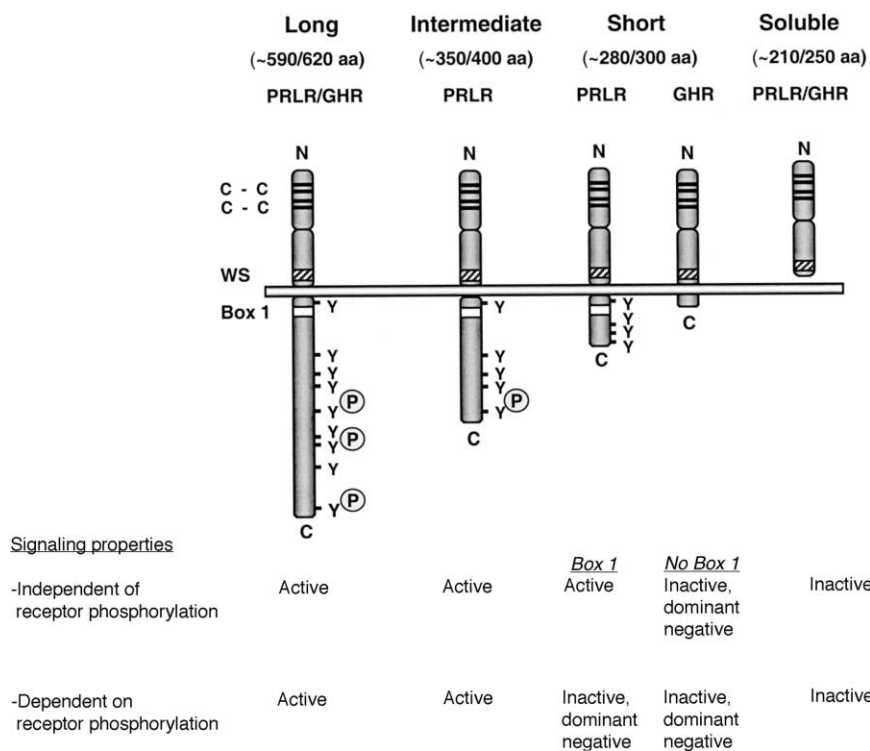 Long Intermediate Short Soluble
(~590/620 aa) (~350/400 aa) (~280/300 aa) (~210/250 aa)
PRLR/GHR PRLR PRLR GHR PRLR/GHR
N N N N N
C - C
C - C
WS
Box 1 Y Y Y
Y
C
Y Y Y
Y Y Y
C
Y Y
Y P Y P
Y P C
Y
Y
Y P
C
Signaling properties
Box 1 No Box 1
-Independent of Active Active Active Inactive, Inactive
receptor phosphorylation dominant
negative
-Dependent on Active Active Inactive, Inactive, Inactive
receptor phosphorylation dominant dominant
negative negative